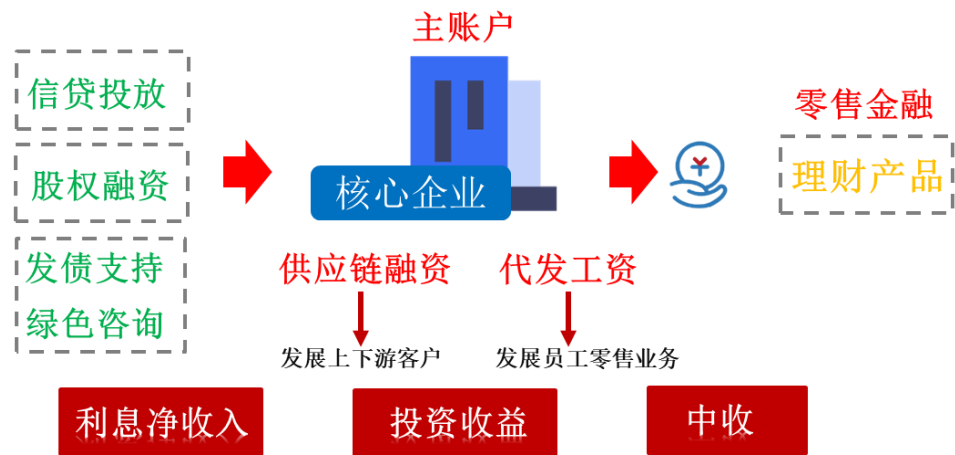 主账户
信贷投放
零售金融
股权融资
核心企业
理财产品
发债支持
绿色咨询
供应链融资
代发工资
发展上下游客户
发展员工零售业务
利息净收入
投资收益
中收